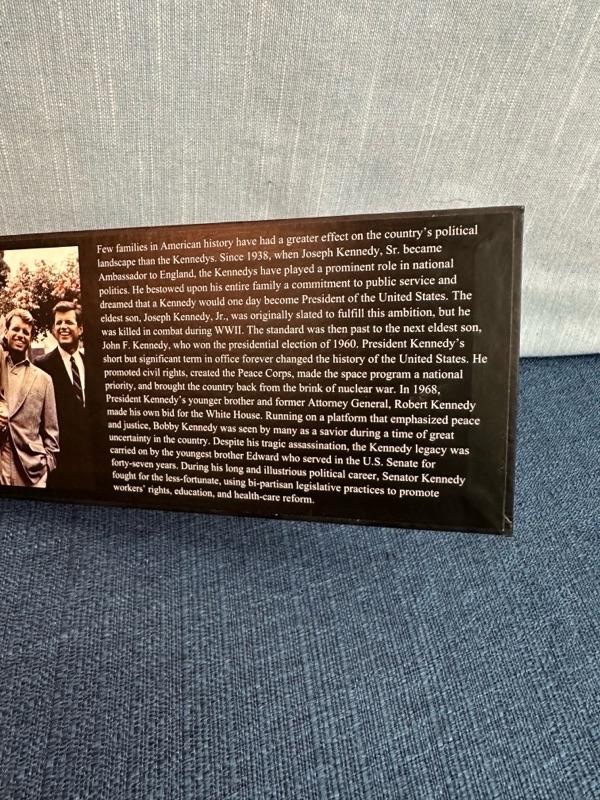 Few families in American history have had a greater effect on the country's political
landscape than the Kennedys. Since 1938, when Joseph Kennedy, Sr. became
Ambassador to England, the Kennedys have played a prominent role in national
politics. He bestowed upon his entire family a commitment to public service and
dreamed that a Kennedy would one day become President of the United States. The
eldest son, Joseph Kennedy, Jr., was originally slated to fulfill this ambition, but he
was killed in combat during WWII. The standard was then past to the next eldest son,
John F. Kennedy, who won the presidential election of 1960. President Kennedy's
short but significant term in office forever changed the history of the United States. He
promoted civil rights, created the Peace Corps, made the space program a national
priority, and brought the country back from the brink of nuclear war. In 1968,
President Kennedy's younger brother and former Attorney General, Robert Kennedy
made his own bid for the White House. Running on a platform that emphasized peace
and justice, Bobby Kennedy was seen by many as a savior during a time of great
uncertainty in the country. Despite his tragic assassination, the Kennedy legacy was
carried on by the youngest brother Edward who served in the U.S. Senate for
forty-seven years. During his long and illustrious political career, Senator Kennedy
fought for the less-fortunate, using bi-partisan legislative practices to promote
workers' rights, education, and health-care reform.